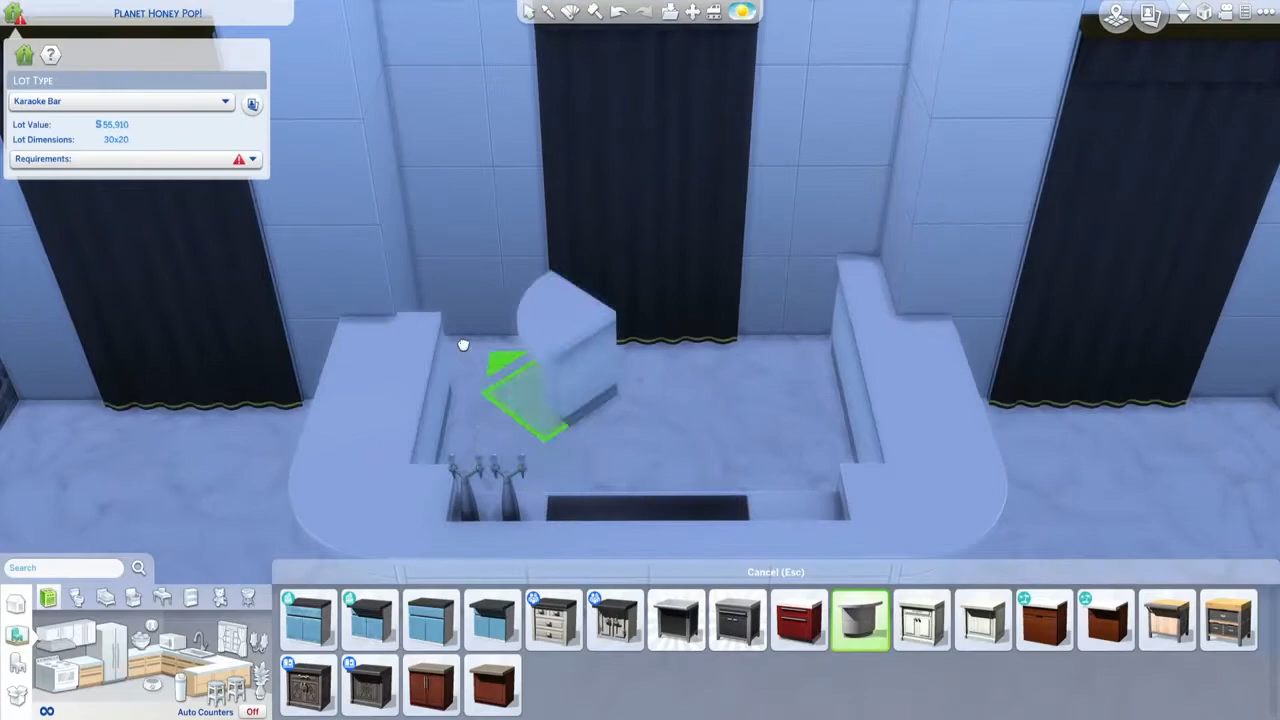 PLANET HONEY POP!
LOT TYPE
Karaoke Bar
Lot Value: §55,910
Lot Dimensions: 30x20
Requirements:
Cancel (Esc)
Search
Auto Counters Off